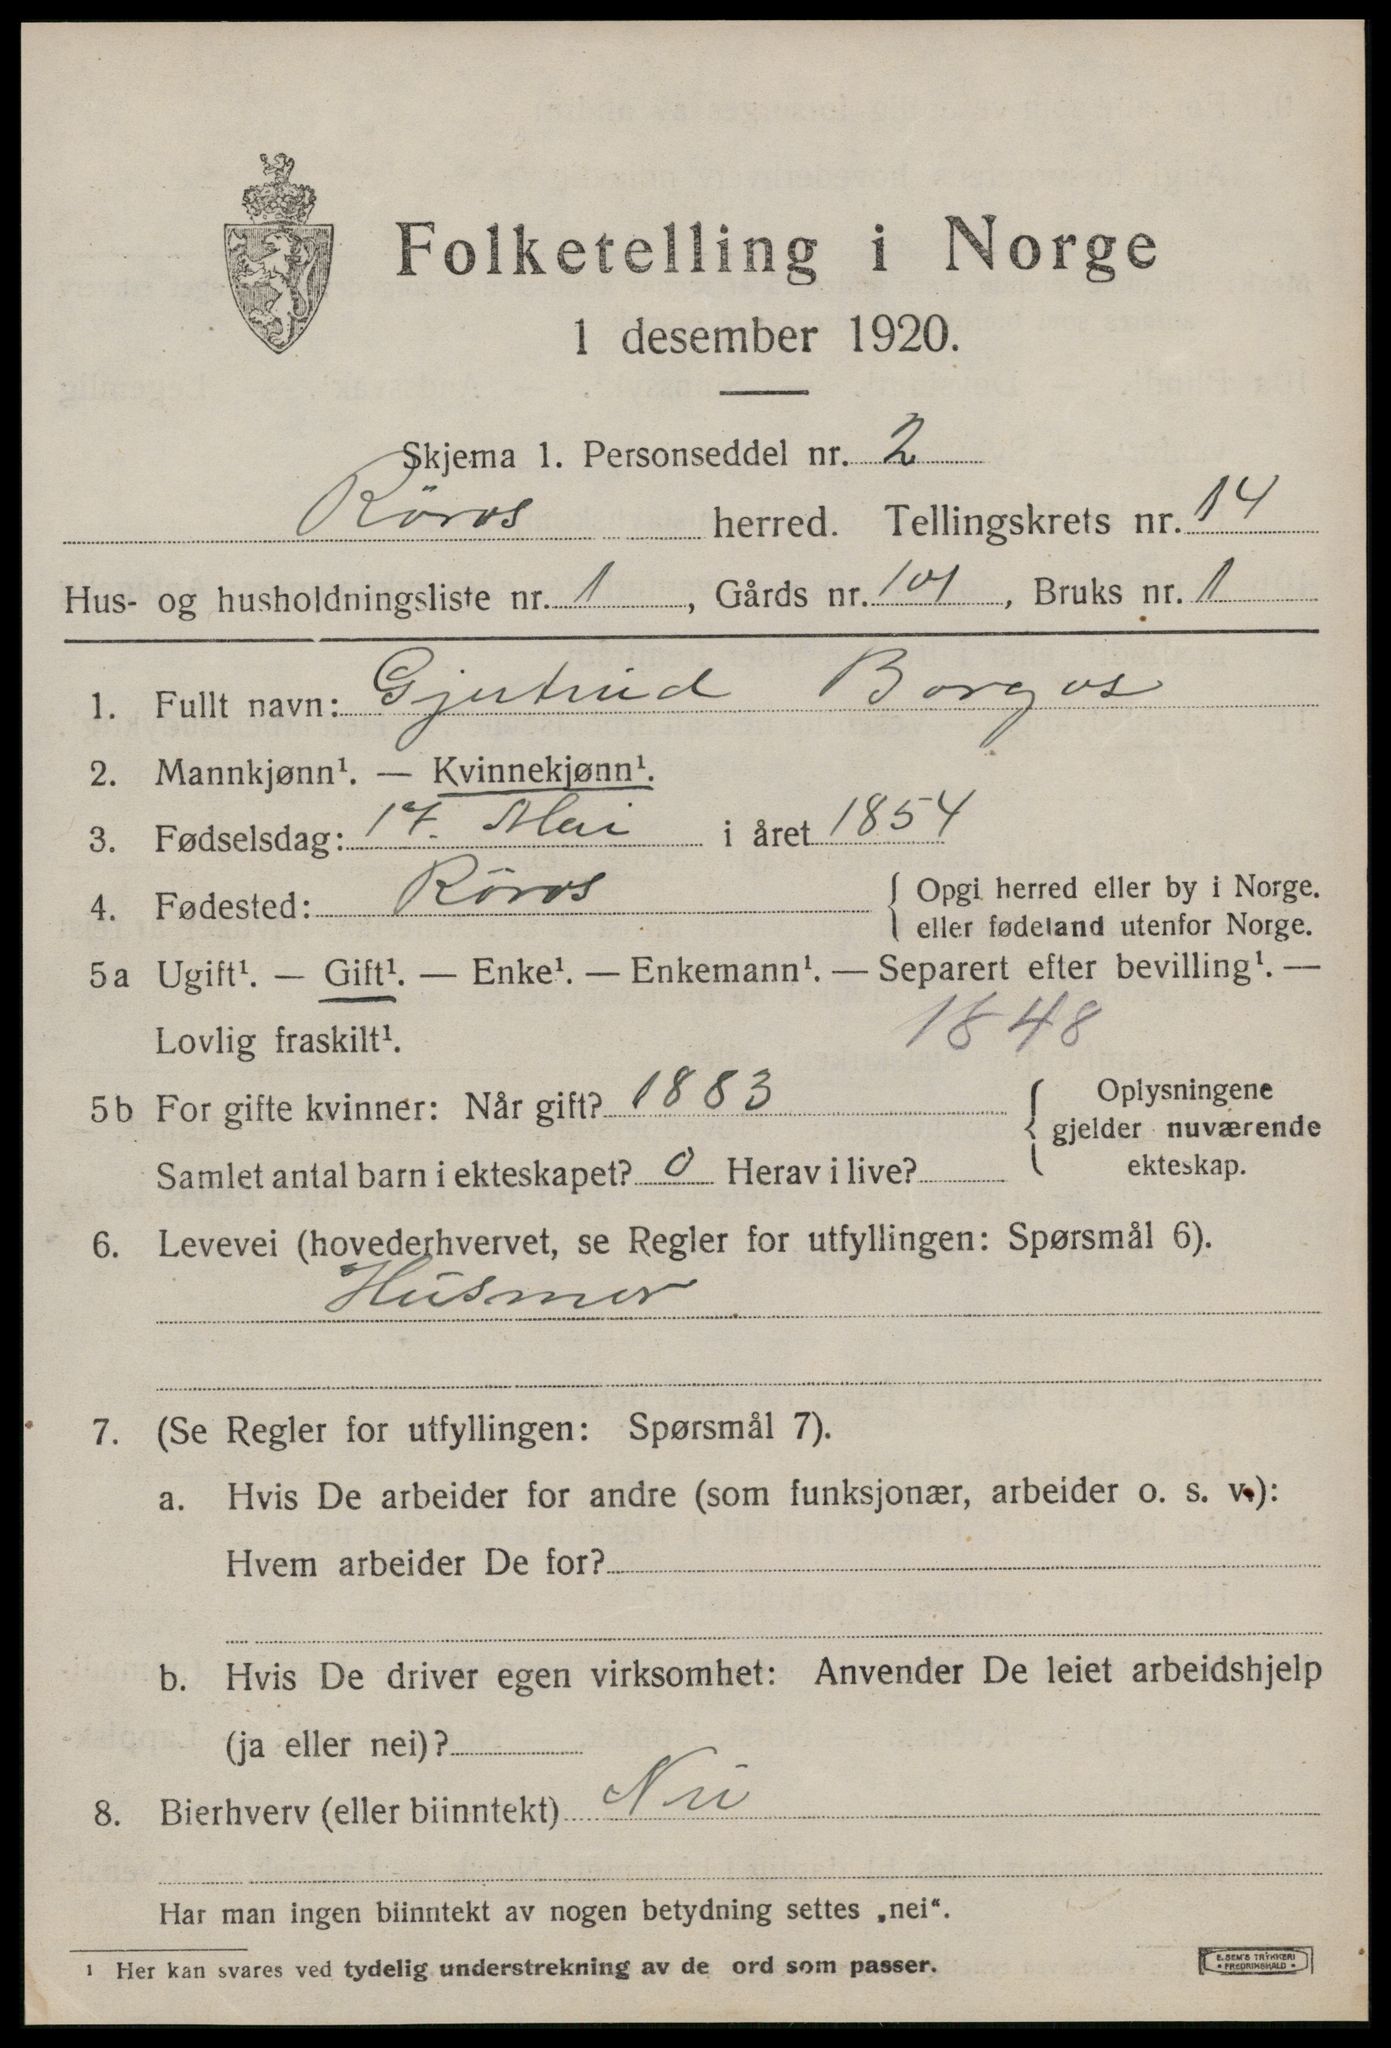 Folketelling i Norge
1 desember 1920.
Skjema 1. Personseddel nr. 2
Röros herred. Tellingskrets nr. 14
Hus- og husholdningsliste nr. 1, Gårds nr. 101, Bruks nr. 1
1. Fullt navn: Gjertrud Borgos
2. Mannkjønn¹. — Kvinnekjønn¹.
3. Fødselsdag: 17. Mai i året 1854
4. Fødested: Röros { Opgi herred eller by i Norge.
eller fødeland utenfor Norge.
5a Ugift¹. — Gift¹. — Enke¹. — Enkemann¹. — Separert efter bevilling¹. —
Lovlig fraskilt¹. 1848
5b For gifte kvinner: Når gift? 1883 { Oplysningene
gjelder nuværende
Samlet antal barn i ekteskapet? 0 Herav i live? ekteskap.
6. Levevei (hovederhvervet, se Regler for utfyllingen: Spørsmål 6).
Husmor
7. (Se Regler for utfyllingen: Spørsmål 7).
a. Hvis De arbeider for andre (som funksjonær, arbeider o. s. v.):
Hvem arbeider De for?
b. Hvis De driver egen virksomhet: Anvender De leiet arbeidshjelp
(ja eller nei)?
8. Bierhverv (eller biinntekt) Nei
Har man ingen biinntekt av nogen betydning settes „nei“.
¹ Her kan svares ved tydelig understrekning av de ord som passer.
E. SEM'S TRYKKERI
• FREDRIKSHALD •